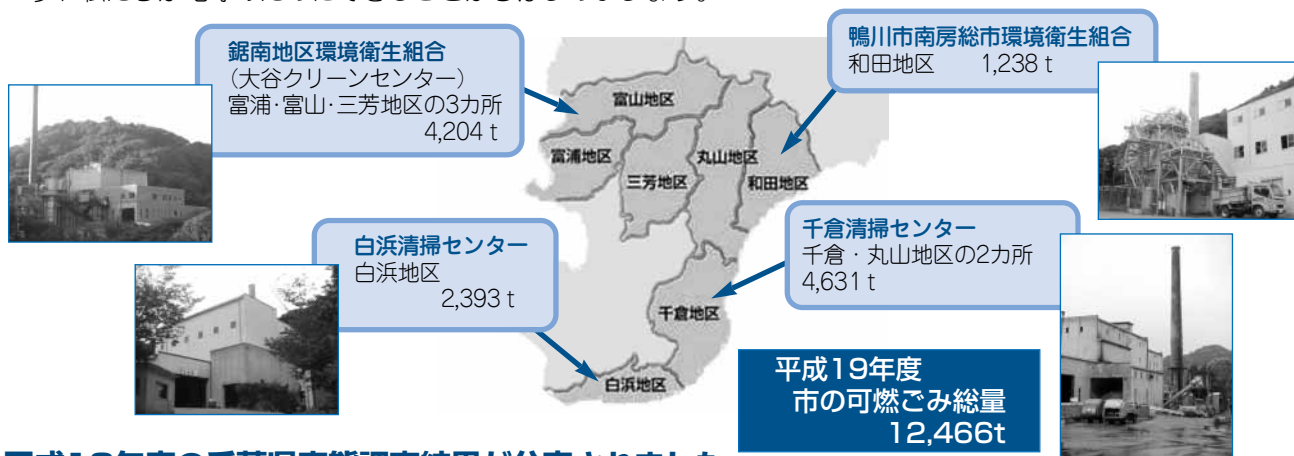 鋸南地区環境衛生組合
（大谷クリーンセンター）
富浦･富山･三芳地区の3カ所
4,204 t
鴨川市南房総市環境衛生組合
和田地区 1,238 t
富山地区
富浦地区
三芳地区
丸山地区
和田地区
千倉地区
白浜地区
白浜清掃センター
白浜地区
2,393 t
千倉清掃センター
千倉・丸山地区の2カ所
4,631 t
平成19年度
市の可燃ごみ総量
12,466t